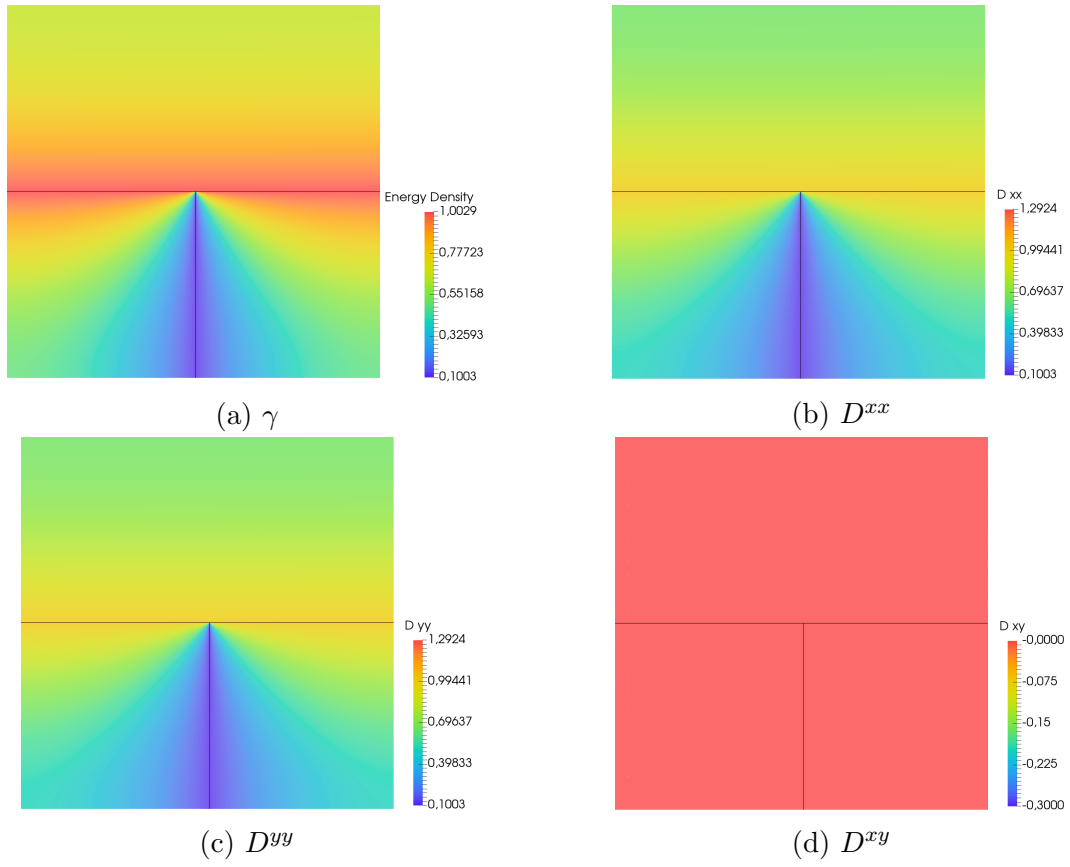 Energy Density
1,0029
0,77723
0,55158
0,32593
0,1003
(a) γ
D xx
1,2924
0,99441
0,69637
0,39833
0,1003
(b) D^{xx}
D yy
1,2924
0,99441
0,69637
0,39833
0,1003
(c) D^{yy}
D xy
-0,0000
-0,075
-0,15
-0,225
-0,3000
(d) D^{xy}